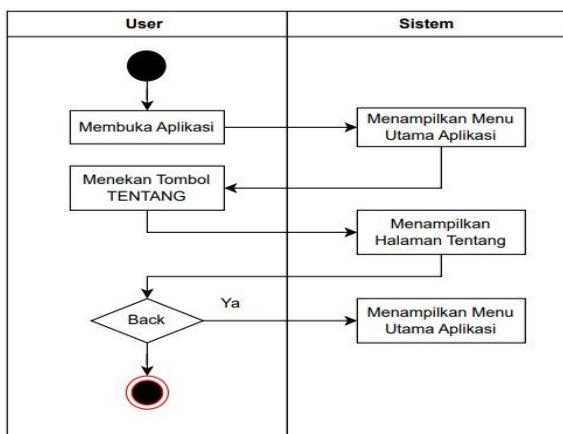 User
Sistem
Membuka Aplikasi
Menampilkan Menu
Utama Aplikasi
Menekan Tombol
TENTANG
Menampilkan
Halaman Tentang
Back
Ya
Menampilkan Menu
Utama Aplikasi